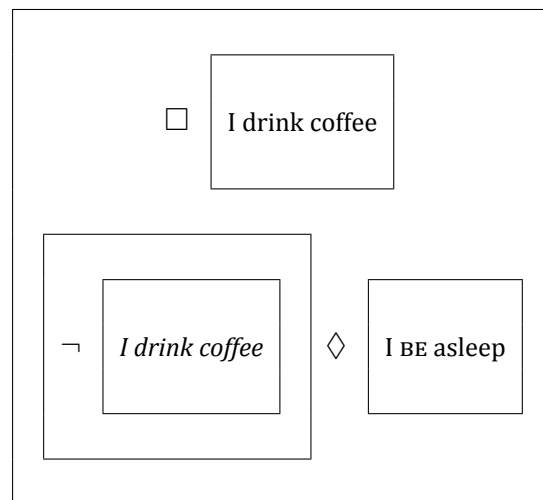 □ I drink coffee
¬ I drink coffee ◊ I BE asleep